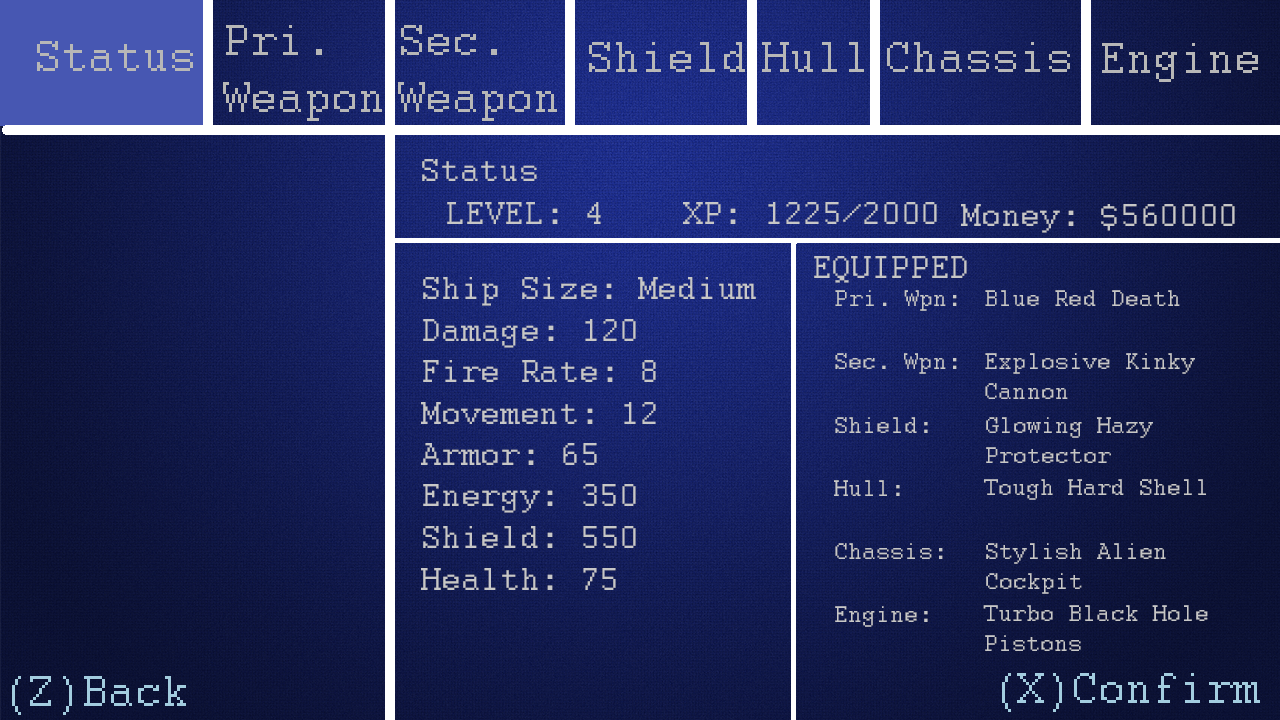 Status
Pri.
Weapon
Sec.
Weapon
Shield
Hull
Chassis
Engine
Status
LEVEL: 4 XP: 1225/2000 Money: $560000
Ship Size: Medium
Damage: 120
Fire Rate: 8
Movement: 12
Armor: 65
Energy: 350
Shield: 550
Health: 75
EQUIPPED
Pri. Wpn: Blue Red Death
Sec. Wpn: Explosive Kinky
Cannon
Shield: Glowing Hazy
Protector
Hull: Tough Hard Shell
Chassis: Stylish Alien
Cockpit
Engine: Turbo Black Hole
Pistons
(Z)Back
(X)Confirm